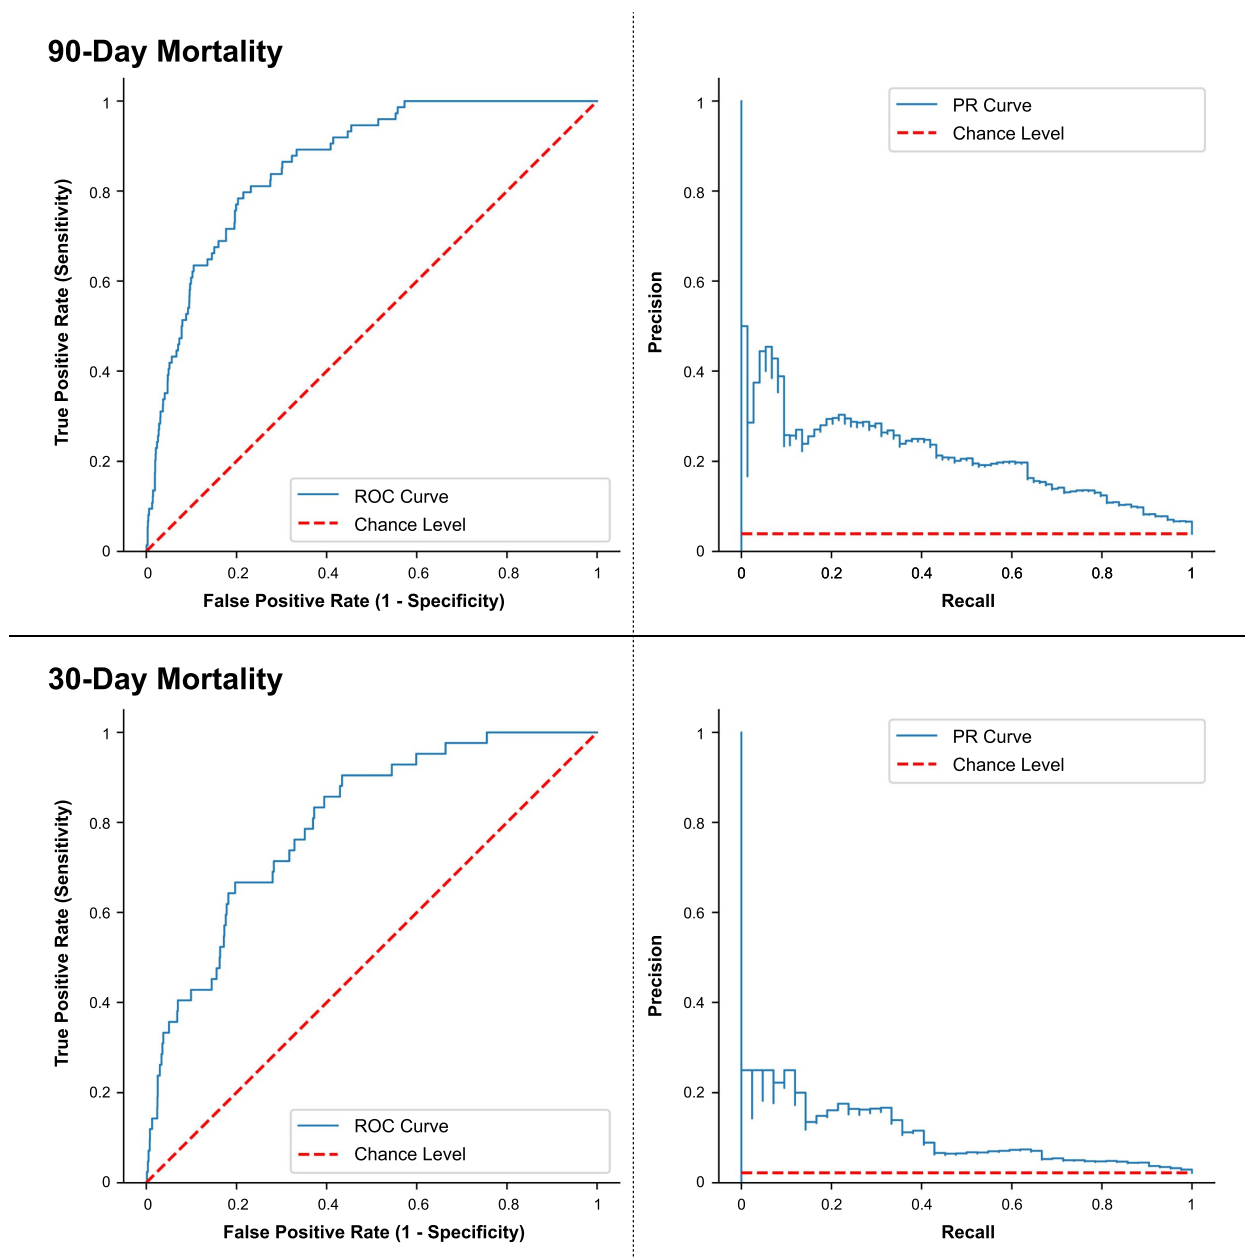 90-Day Mortality
1
0.8
0.6
0.4
0.2
0
True Positive Rate (Sensitivity)
ROC Curve
Chance Level
0 0.2 0.4 0.6 0.8 1
False Positive Rate (1 - Specificity)
1
0.8
0.6
0.4
0.2
0
Precision
PR Curve
Chance Level
0 0.2 0.4 0.6 0.8 1
Recall
30-Day Mortality
1
0.8
0.6
0.4
0.2
0
True Positive Rate (Sensitivity)
ROC Curve
Chance Level
0 0.2 0.4 0.6 0.8 1
False Positive Rate (1 - Specificity)
1
0.8
0.6
0.4
0.2
0
Precision
PR Curve
Chance Level
0 0.2 0.4 0.6 0.8 1
Recall